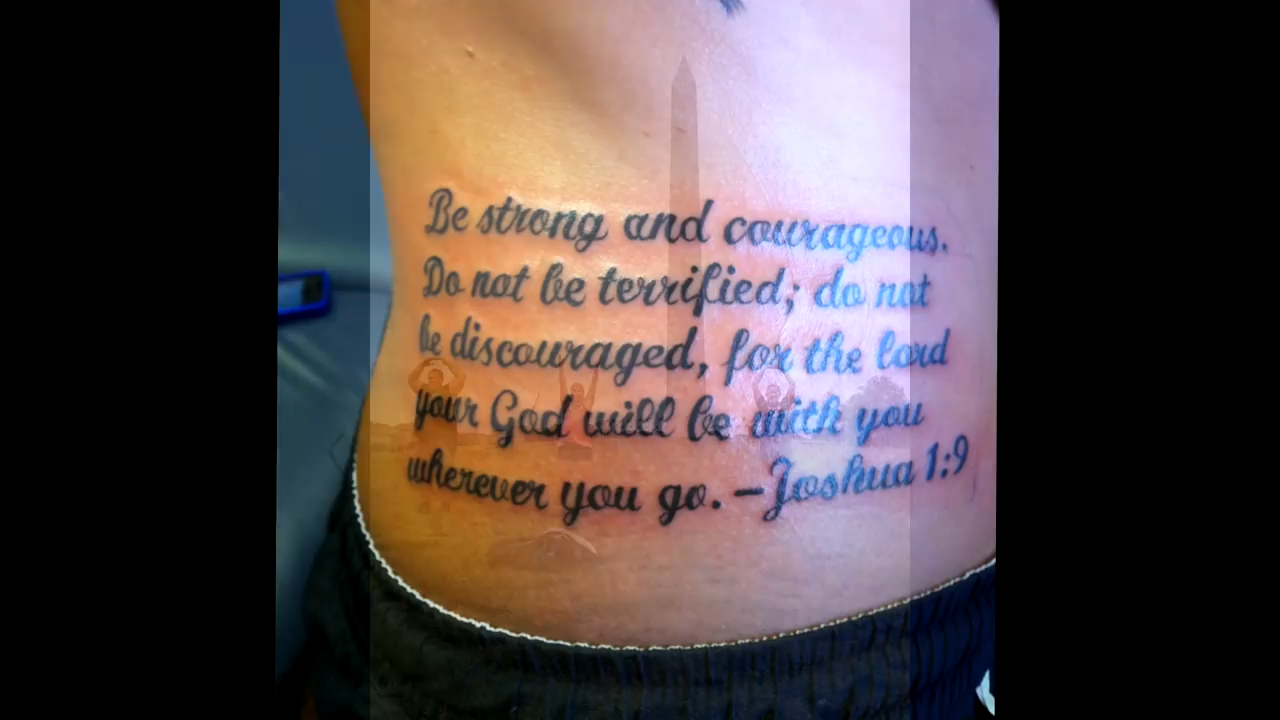 Be strong and courageous.
Do not be terrified; do not
be discouraged, for the lord
your God will be with you
wherever you go. -Joshua 1:9